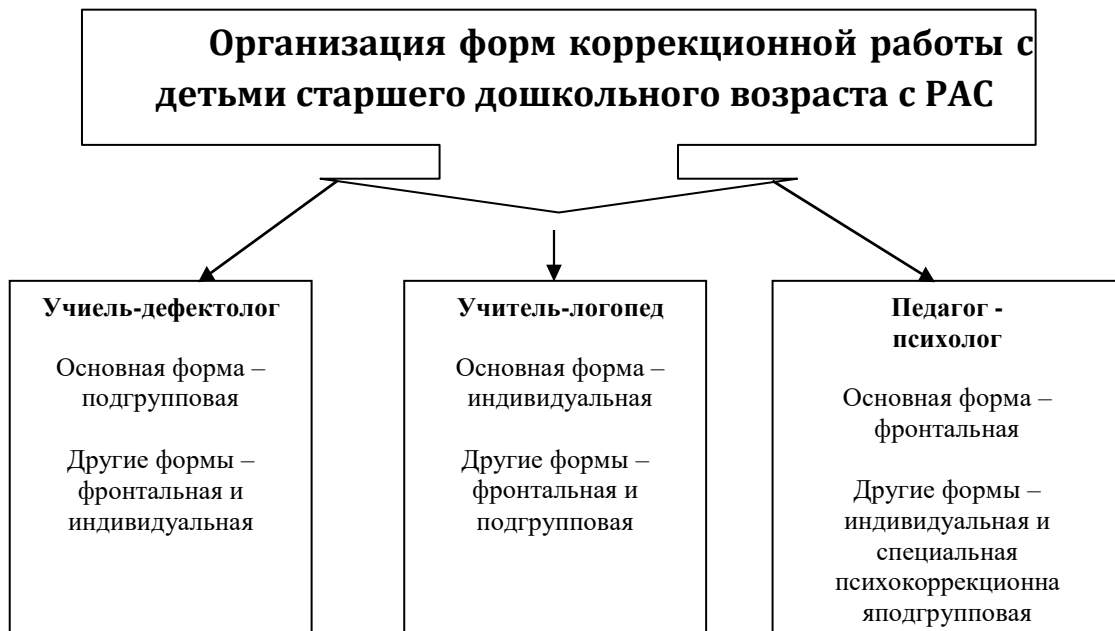 Организация форм коррекционной работы с
детьми старшего дошкольного возраста с РАС
Учиель-дефектолог
Основная форма –
подгрупповая
Другие формы –
фронтальная и
индивидуальная
Учитель-логопед
Основная форма –
индивидуальная
Другие формы –
фронтальная и
подгрупповая
Педагог -
психолог
Основная форма –
фронтальная
Другие формы –
индивидуальная и
специальная
психокоррекционна
яподгрупповая